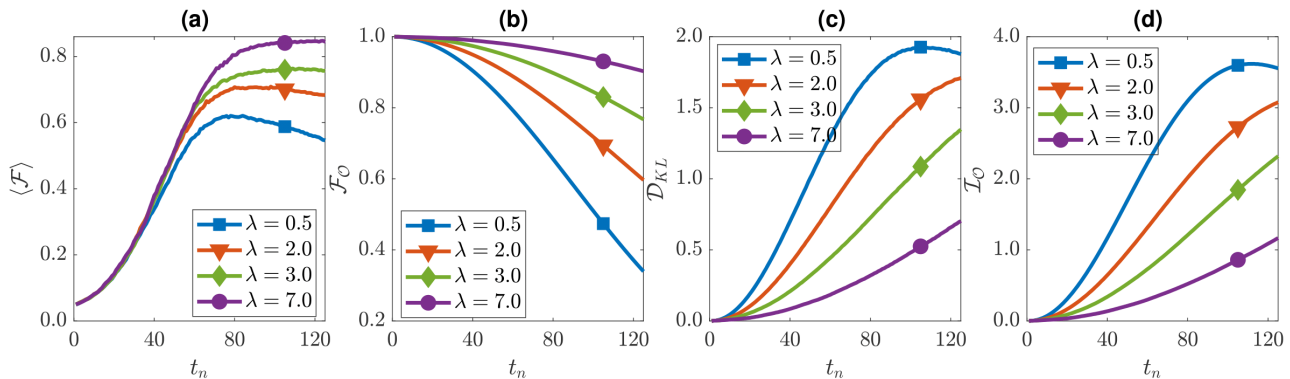 (a)
0.8
0.6
0.4
0.2
0.0
⟨ℱ⟩
0 40 80 120
t_n
λ = 0.5
λ = 2.0
λ = 3.0
λ = 7.0
(b)
1.0
0.8
0.6
0.4
0.2
ℱ_𝒪
0 40 80 120
t_n
λ = 0.5
λ = 2.0
λ = 3.0
λ = 7.0
(c)
2.0
1.5
1.0
0.5
0.0
𝒟_KL
0 40 80 120
t_n
λ = 0.5
λ = 2.0
λ = 3.0
λ = 7.0
(d)
4.0
3.0
2.0
1.0
0.0
ℐ_𝒪
0 40 80 120
t_n
λ = 0.5
λ = 2.0
λ = 3.0
λ = 7.0